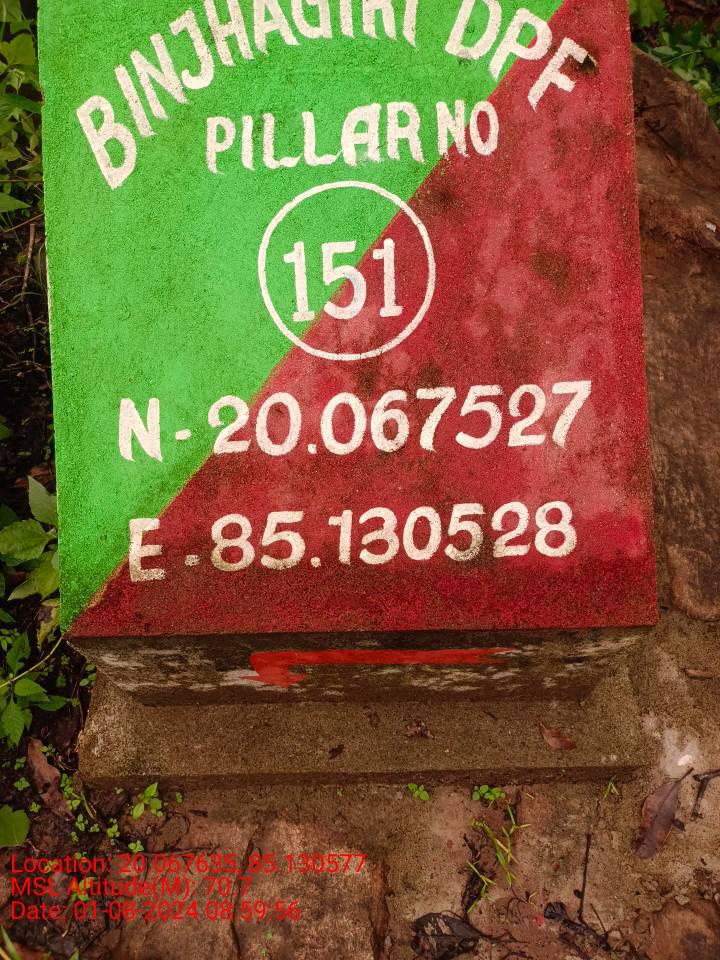 BINJHAGIRI DPF
PILLAR NO
151
N-20.067527
E-85.130528
Location: 20.067635, 85.130577
MSL Altitude(M): 70.7
Date: 01-08-2024 08:59:56